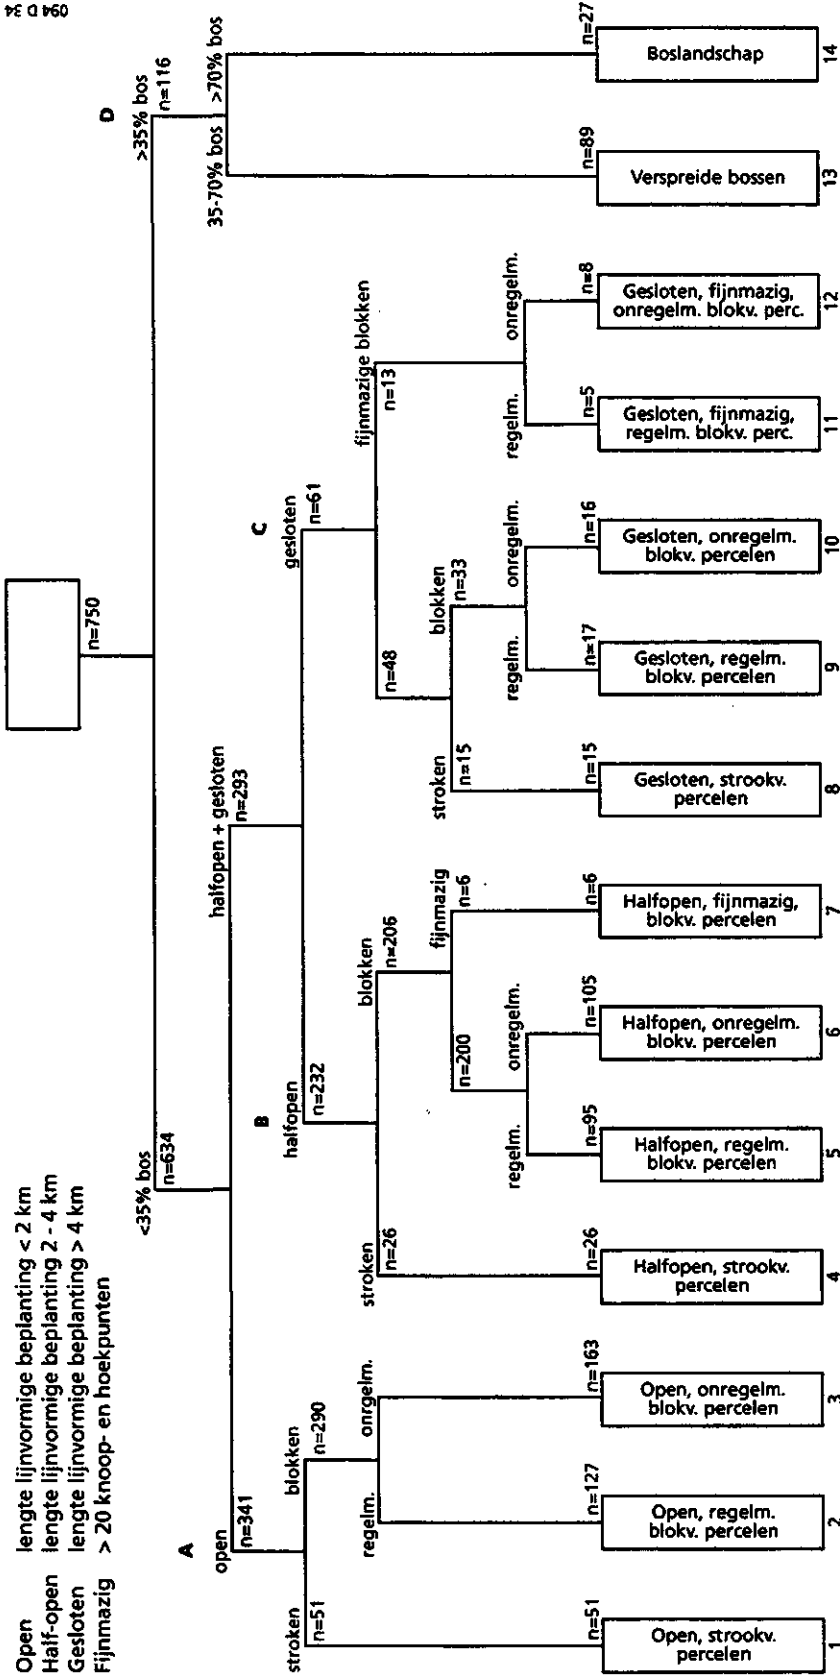 094 D 34
Open lengte lijnvormige beplanting < 2 km
Half-open lengte lijnvormige beplanting 2 - 4 km
Gesloten lengte lijnvormige beplanting > 4 km
Fijnmazig > 20 knoop- en hoekpunten
n=750
<35% bos
n=634
>35% bos
n=116
D
35-70% bos
>70% bos
halfopen + gesloten
n=293
A
open
n=341
B
halfopen
n=232
C
gesloten
n=61
stroken
n=51
blokken
n=290
regelm.
onrgelm.
stroken
n=26
blokken
n=206
n=200
fijnmazig
n=6
regelm.
onregelm.
n=48
fijnmazige blokken
n=13
stroken
n=15
blokken
n=33
regelm.
onregelm.
regelm.
onregelm.
n=51
Open, strookv.
percelen
1
n=127
Open, regelm.
blokv. percelen
2
n=163
Open, onregelm.
blokv. percelen
3
n=26
Halfopen, strookv.
percelen
4
n=95
Halfopen, regelm.
blokv. percelen
5
n=105
Halfopen, onregelm.
blokv. percelen
6
n=6
Halfopen, fijnmazig,
blokv. percelen
7
n=15
Gesloten, strookv.
percelen
8
n=17
Gesloten, regelm.
blokv. percelen
9
n=16
Gesloten, onregelm.
blokv. percelen
10
n=5
Gesloten, fijnmazig,
regelm. blokv. perc.
11
n=8
Gesloten, fijnmazig,
onregelm. blokv. perc.
12
n=89
Verspreide bossen
13
n=27
Boslandschap
14